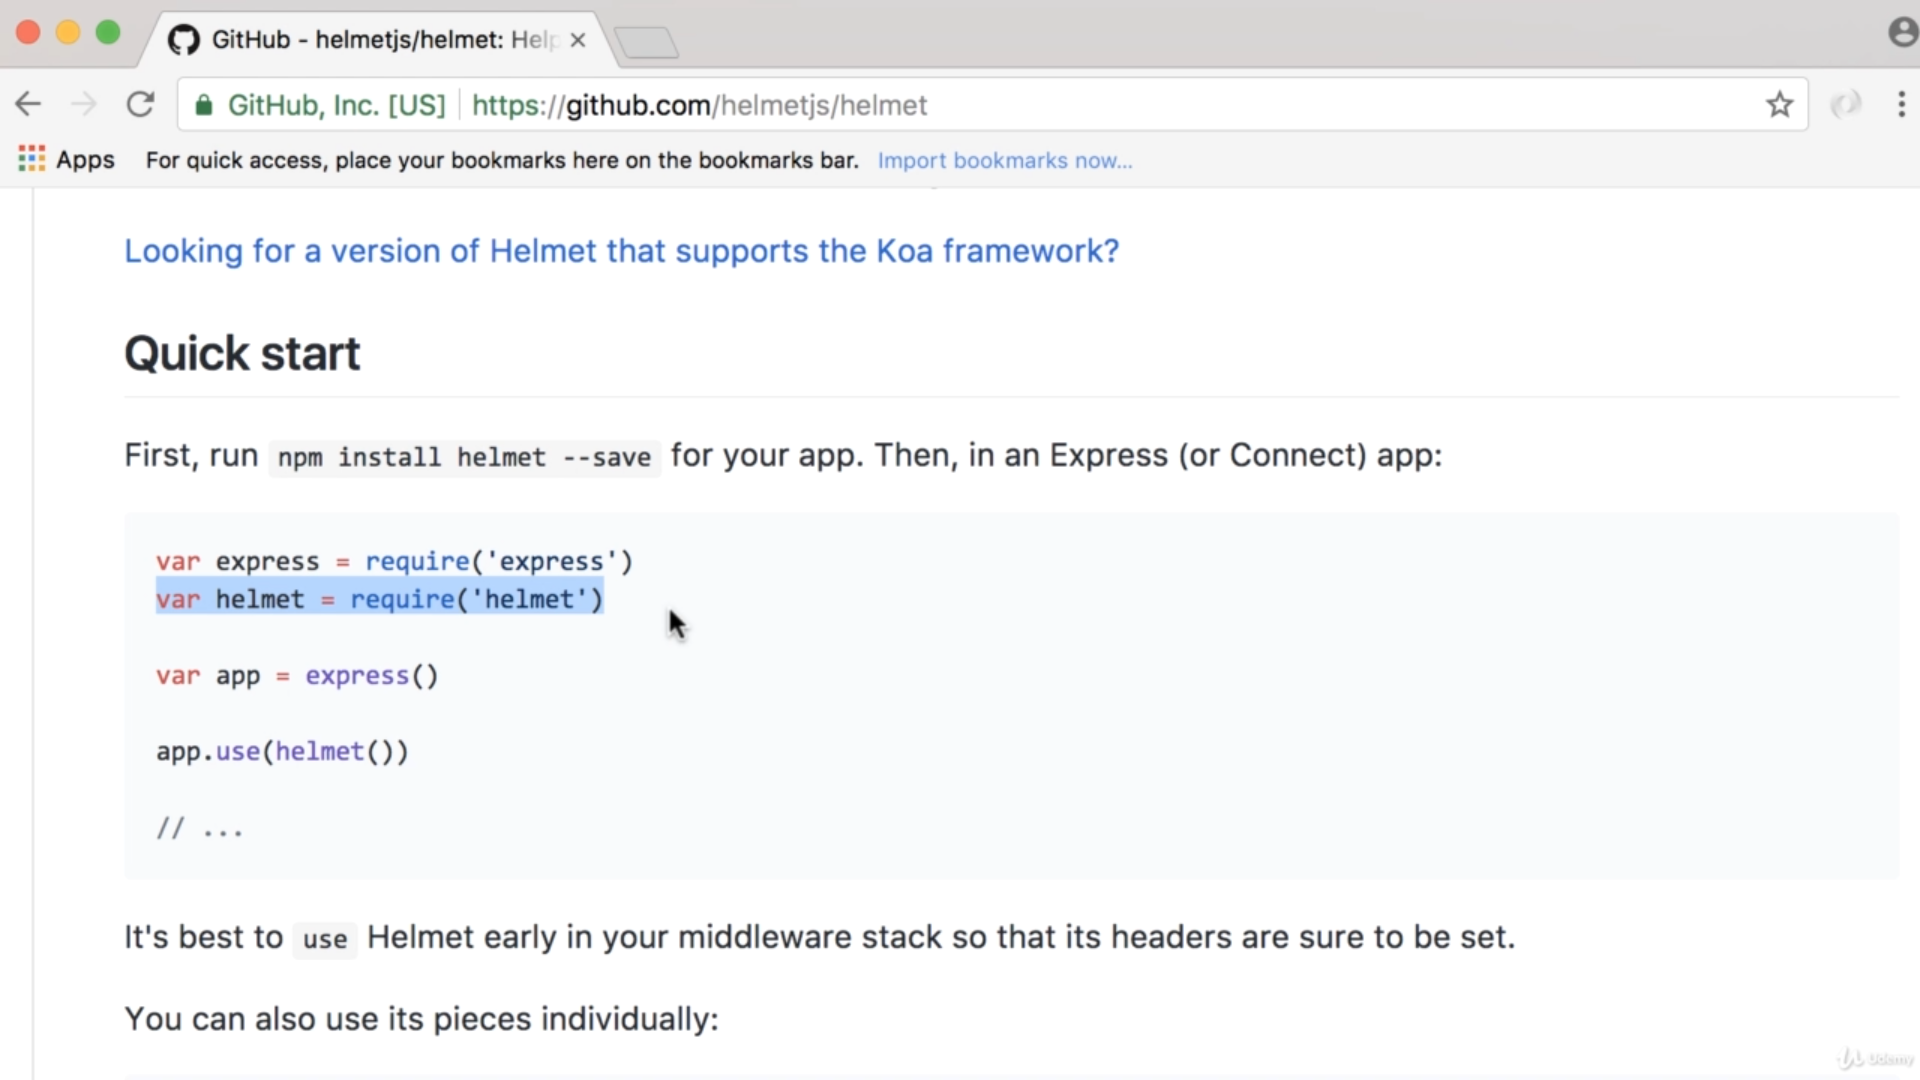 GitHub - helmetjs/helmet: Help
GitHub, Inc. [US] https://github.com/helmetjs/helmet
Apps For quick access, place your bookmarks here on the bookmarks bar. Import bookmarks now...
Looking for a version of Helmet that supports the Koa framework?
Quick start
First, run npm install helmet --save for your app. Then, in an Express (or Connect) app:
var express = require('express')
var helmet = require('helmet')
var app = express()
app.use(helmet())
// ...
It's best to use Helmet early in your middleware stack so that its headers are sure to be set.
You can also use its pieces individually:
Udemy